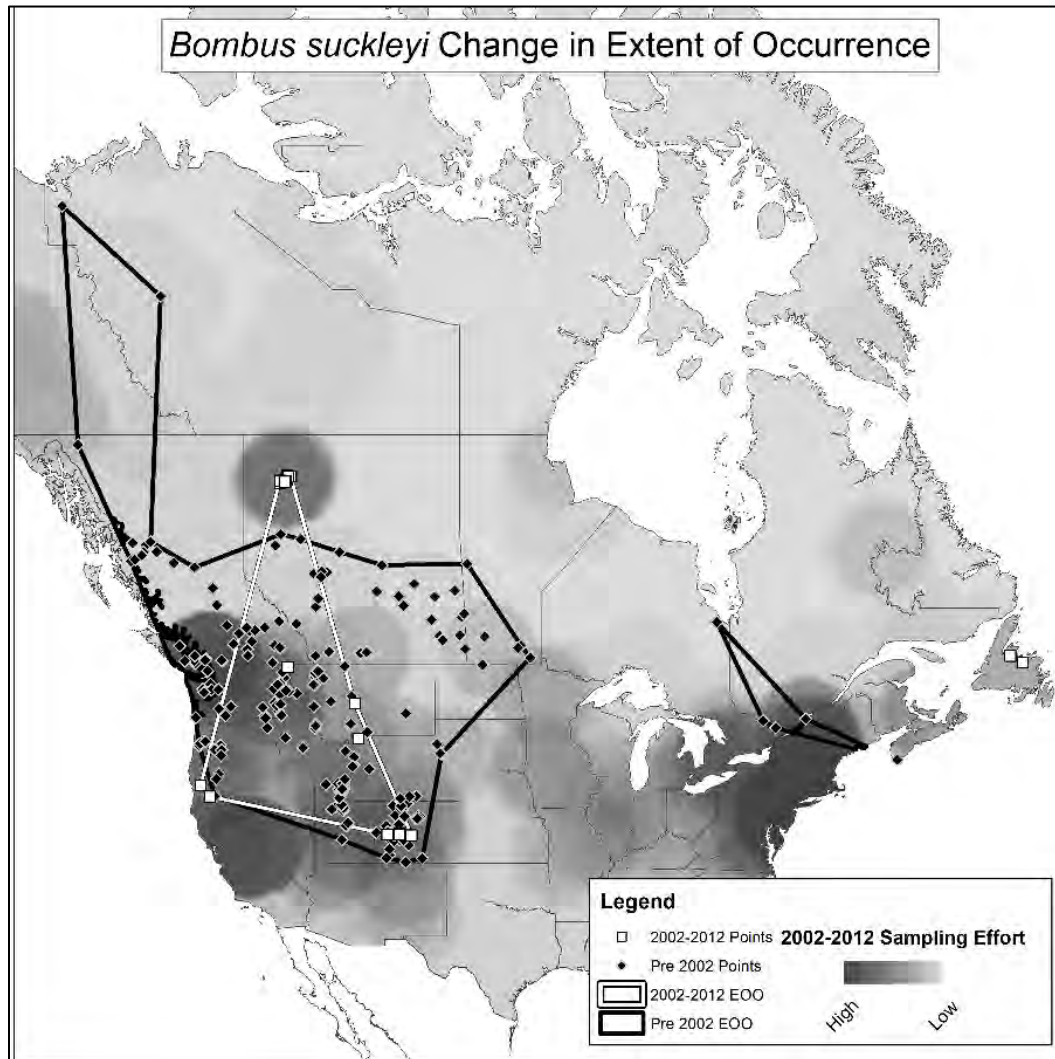 Bombus suckleyi Change in Extent of Occurrence
Legend
2002-2012 Points
Pre 2002 Points
2002-2012 EOO
Pre 2002 EOO
2002-2012 Sampling Effort
High
Low